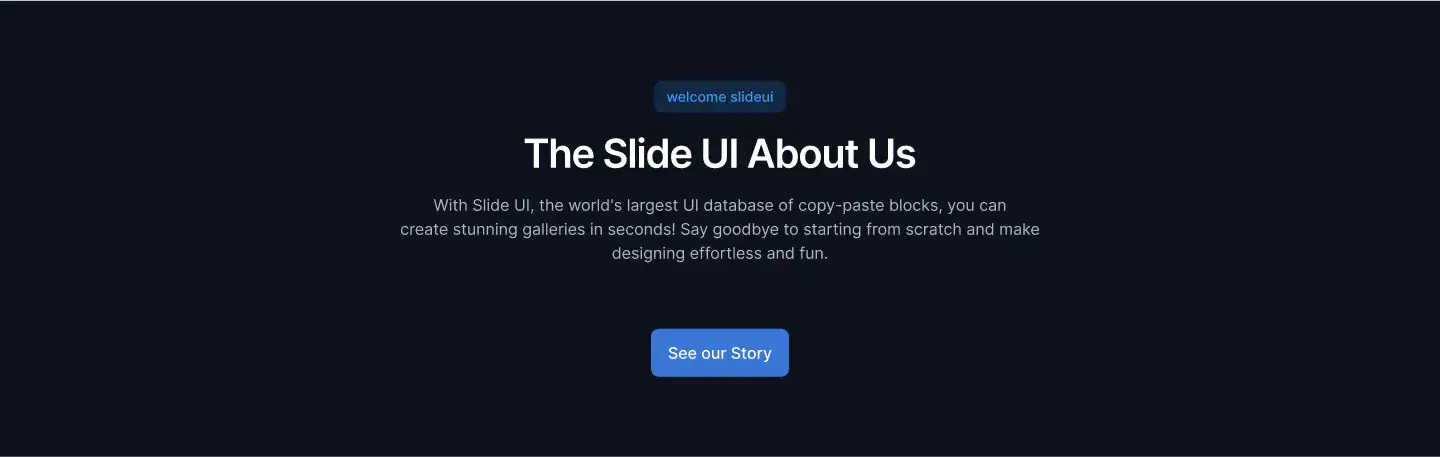 welcome slideui
The Slide UI About Us
With Slide UI, the world's largest UI database of copy-paste blocks, you can
create stunning galleries in seconds! Say goodbye to starting from scratch and make
designing effortless and fun.
See our Story